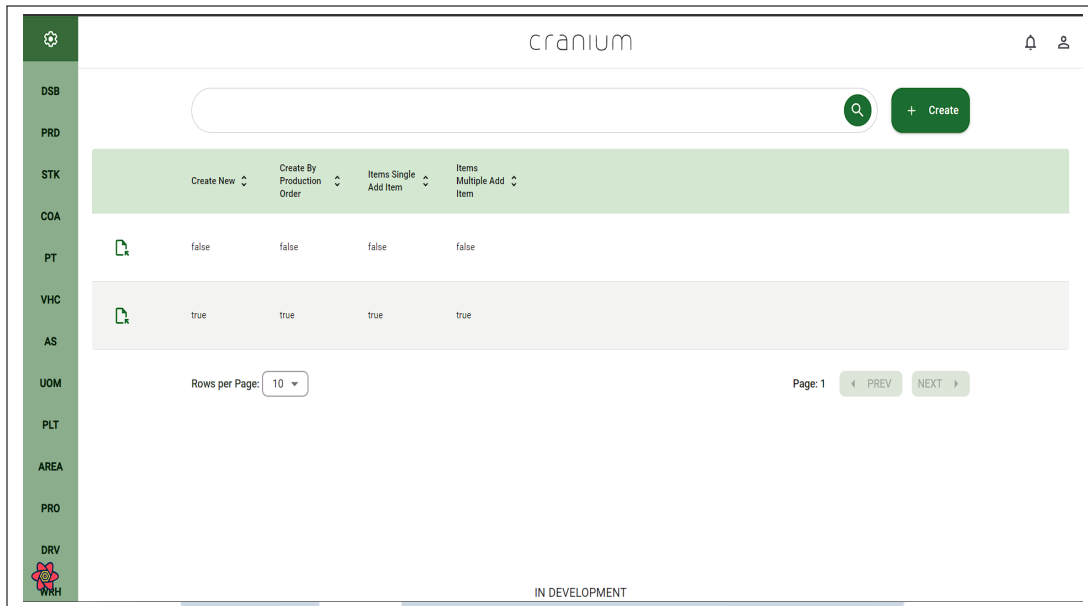 cranium
DSB
PRD
STK
COA
PT
VHC
AS
UOM
PLT
AREA
PRO
DRV
WRH
+ Create
Create New
Create By
Production
Order
Items Single
Add Item
Items
Multiple Add
Item
false false false false
true true true true
Rows per Page: 10
Page: 1 PREV NEXT
IN DEVELOPMENT